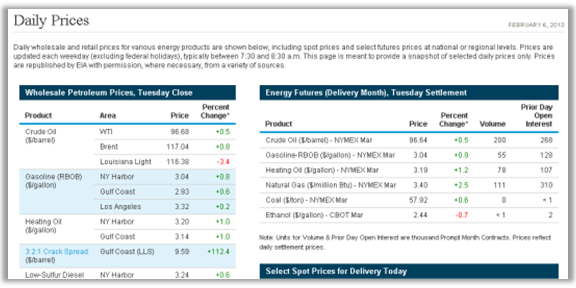 Daily Prices
FEBRUARY 6, 2013
Daily wholesale and retail prices for various energy products are shown below, including spot prices and select futures prices at national or regional levels. Prices are
updated each weekday (excluding federal holidays), typically between 7:30 and 8:30 a.m. This page is meant to provide a snapshot of selected daily prices only. Prices
are republished by EIA with permission, where necessary, from a variety of sources.
Wholesale Petroleum Prices, Tuesday Close
Product Area Price Percent Change*
Crude Oil ($/barrel) WTI 96.68 +0.5
Brent 117.04 +0.8
Louisiana Light 116.38 -3.4
Gasoline (RBOB) ($/gallon) NY Harbor 3.04 +0.8
Gulf Coast 2.93 +0.6
Los Angeles 3.32 +0.2
Heating Oil ($/gallon) NY Harbor 3.20 +1.0
Gulf Coast 3.14 +1.0
3:2:1 Crack Spread ($/barrel) Gulf Coast (LLS) 9.59 +112.4
Low-Sulfur Diesel NY Harbor 3.24 +0.6
Energy Futures (Delivery Month), Tuesday Settlement
Product Price Percent Change* Volume Prior Day Open Interest
Crude Oil ($/barrel) - NYMEX Mar 96.64 +0.5 200 268
Gasoline-RBOB ($/gallon) - NYMEX Mar 3.04 +0.9 55 128
Heating Oil ($/gallon) - NYMEX Mar 3.19 +1.2 78 107
Natural Gas ($/million Btu) - NYMEX Mar 3.40 +2.5 111 310
Coal ($/ton) - NYMEX Mar 57.92 +0.6 0 < 1
Ethanol ($/gallon) - CBOT Mar 2.44 -0.7 < 1 2
Note: Units for Volume & Prior Day Open Interest are thousand Prompt Month Contracts. Prices reflect
daily settlement prices.
Select Spot Prices for Delivery Today